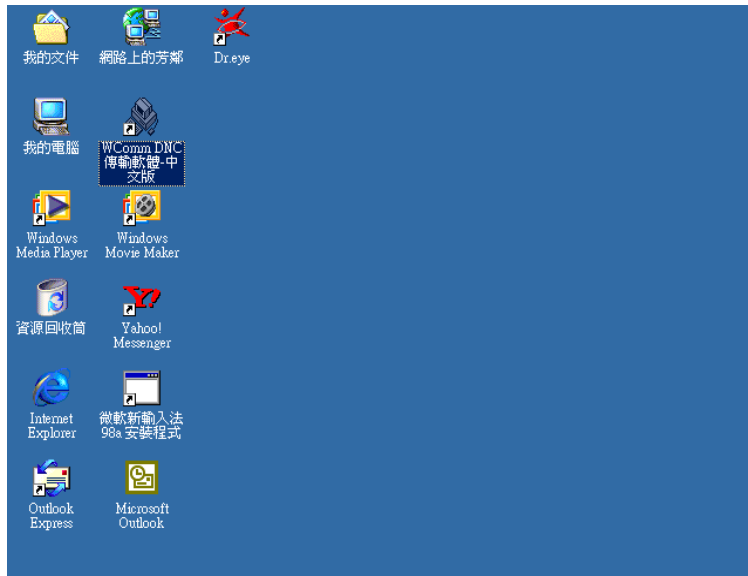 我的文件
網路上的芳鄰
Dr.eye
我的電腦
WComm DNC
傳輸軟體-中
文版
Windows
Media Player
Windows
Movie Maker
資源回收筒
Yahoo!
Messenger
Internet
Explorer
微軟新輸入法
98a 安裝程式
Outlook
Express
Microsoft
Outlook